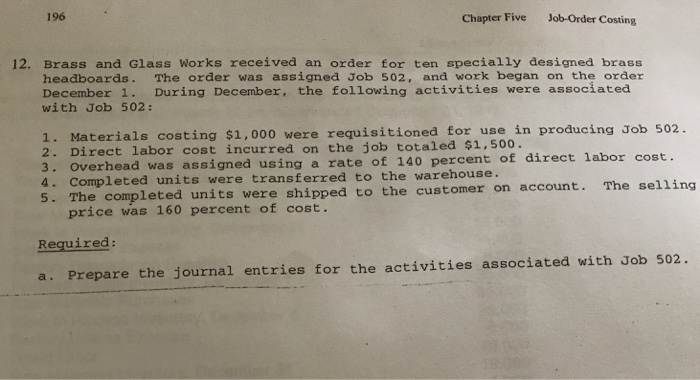 196
Chapter Five Job-Order Costing
12. Brass and Glass Works received an order for ten specially designed brass
headboards. The order was assigned Job 502, and work began on the order
December 1. During December, the following activities were associated
with Job 502:
1. Materials costing $1,000 were requisitioned for use in producing Job 502.
2. Direct labor cost incurred on the job totaled $1,500.
3. Overhead was assigned using a rate of 140 percent of direct labor cost.
4. Completed units were transferred to the warehouse.
5. The completed units were shipped to the customer on account. The selling
price was 160 percent of cost.
Required:
a. Prepare the journal entries for the activities associated with Job 502.